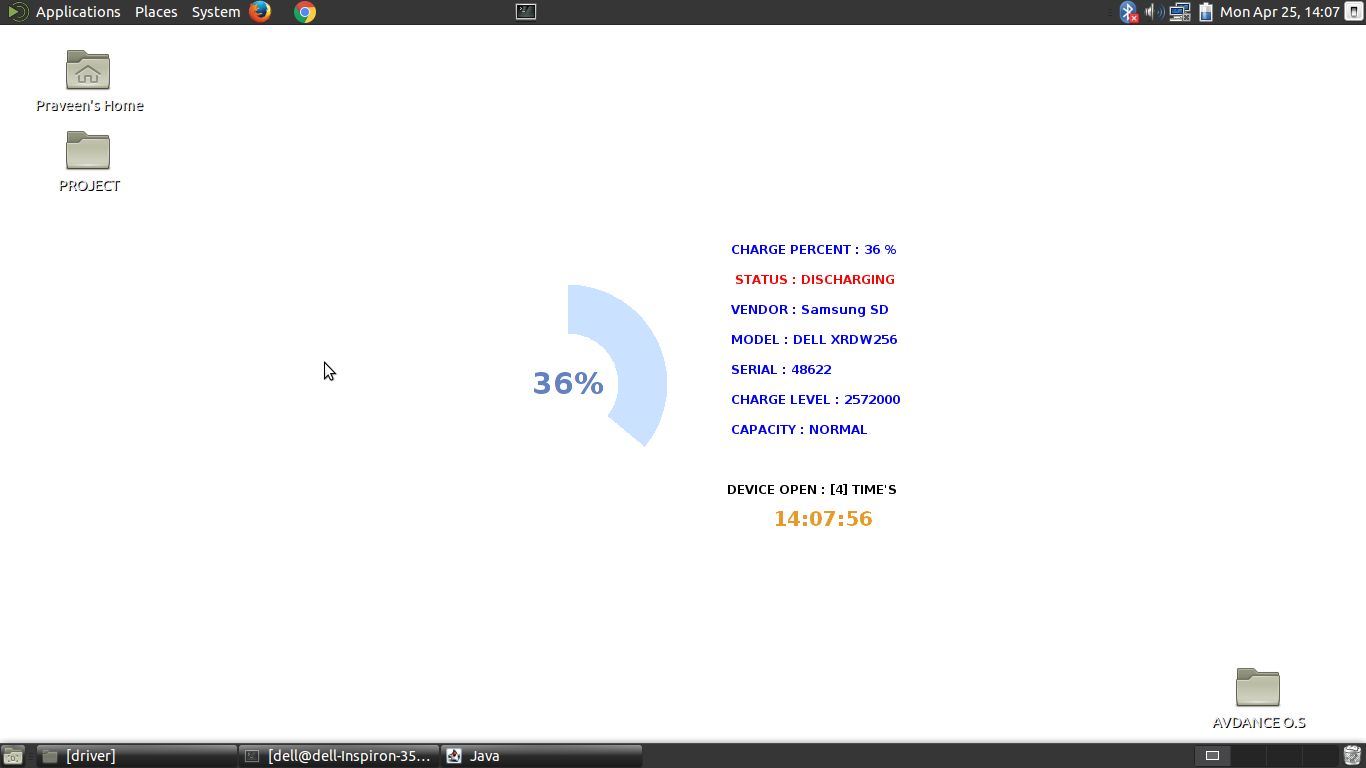 Applications Places System Mon Apr 25, 14:07
Praveen's Home
PROJECT
CHARGE PERCENT : 36 %
STATUS : DISCHARGING
VENDOR : Samsung SD
MODEL : DELL XRDW256
SERIAL : 48622
CHARGE LEVEL : 2572000
CAPACITY : NORMAL
36%
DEVICE OPEN : [4] TIME'S
14:07:56
AVDANCE O.S
[driver] [dell@dell-Inspiron-35... Java